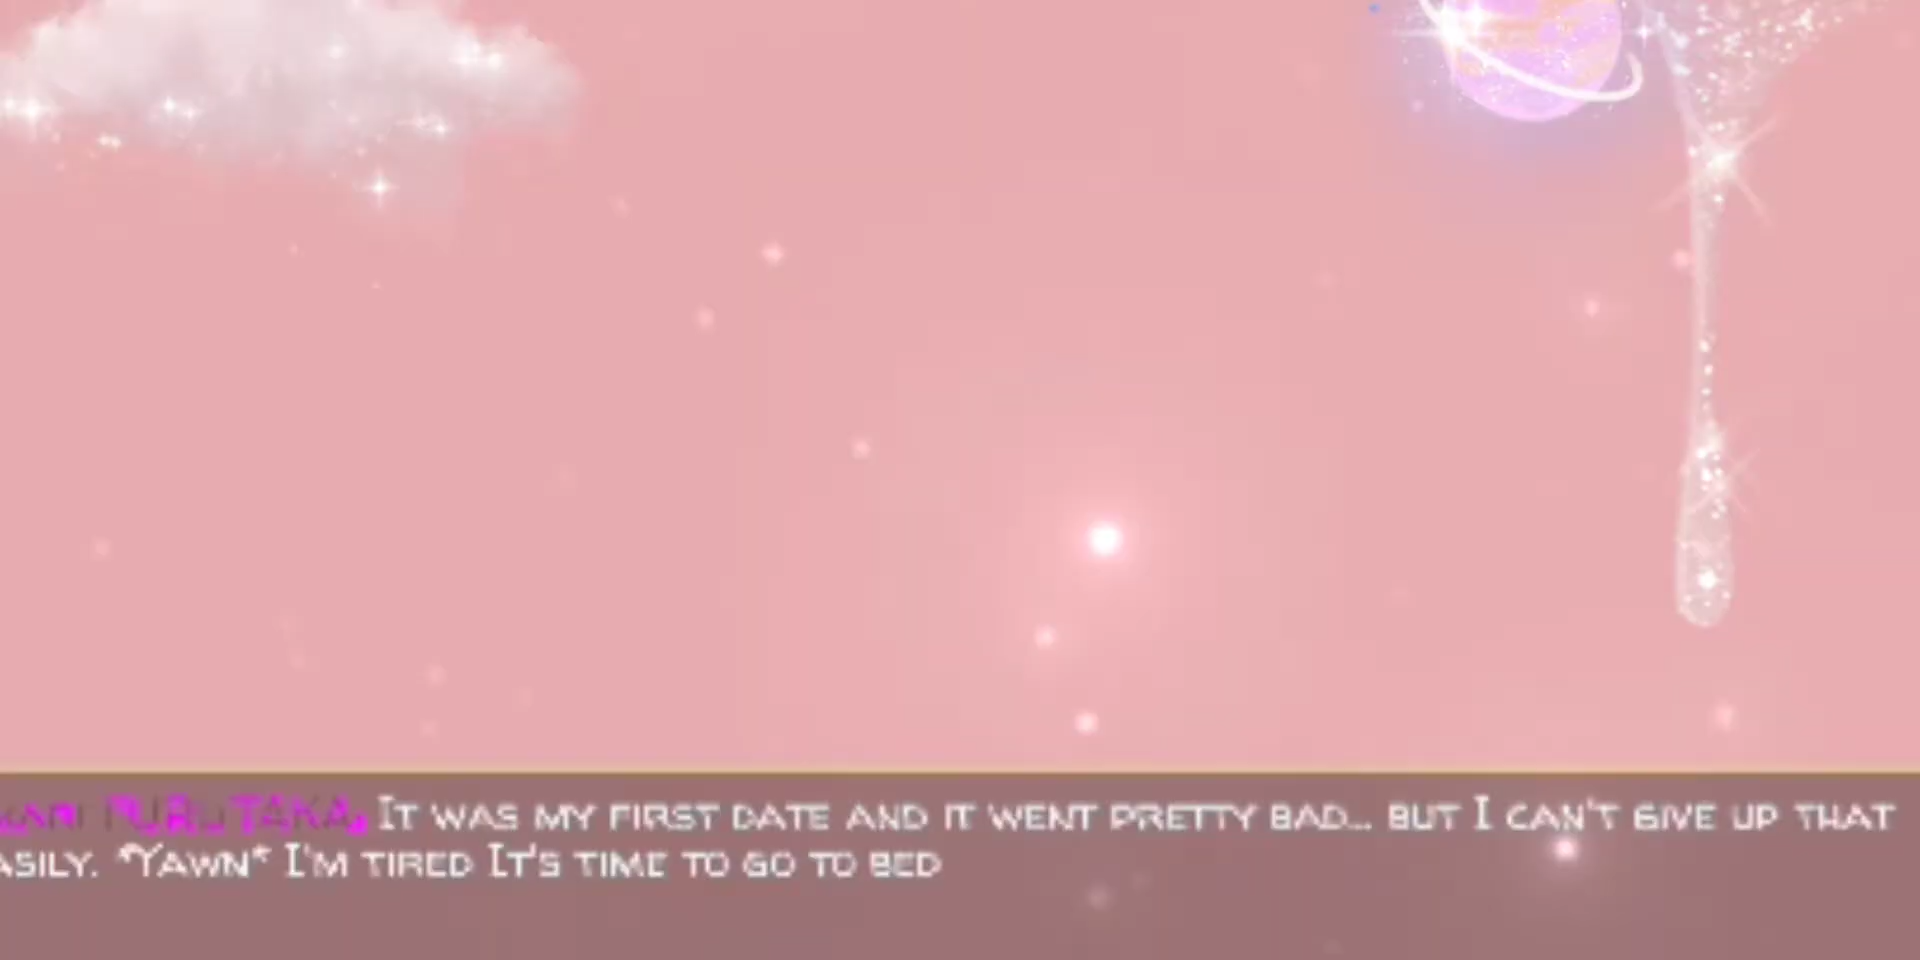 FURUTAKA: IT WAS MY FIRST DATE AND IT WENT PRETTY BAD... BUT I CAN'T GIVE UP THAT
ASILY. *YAWN* I'M TIRED IT'S TIME TO GO TO BED